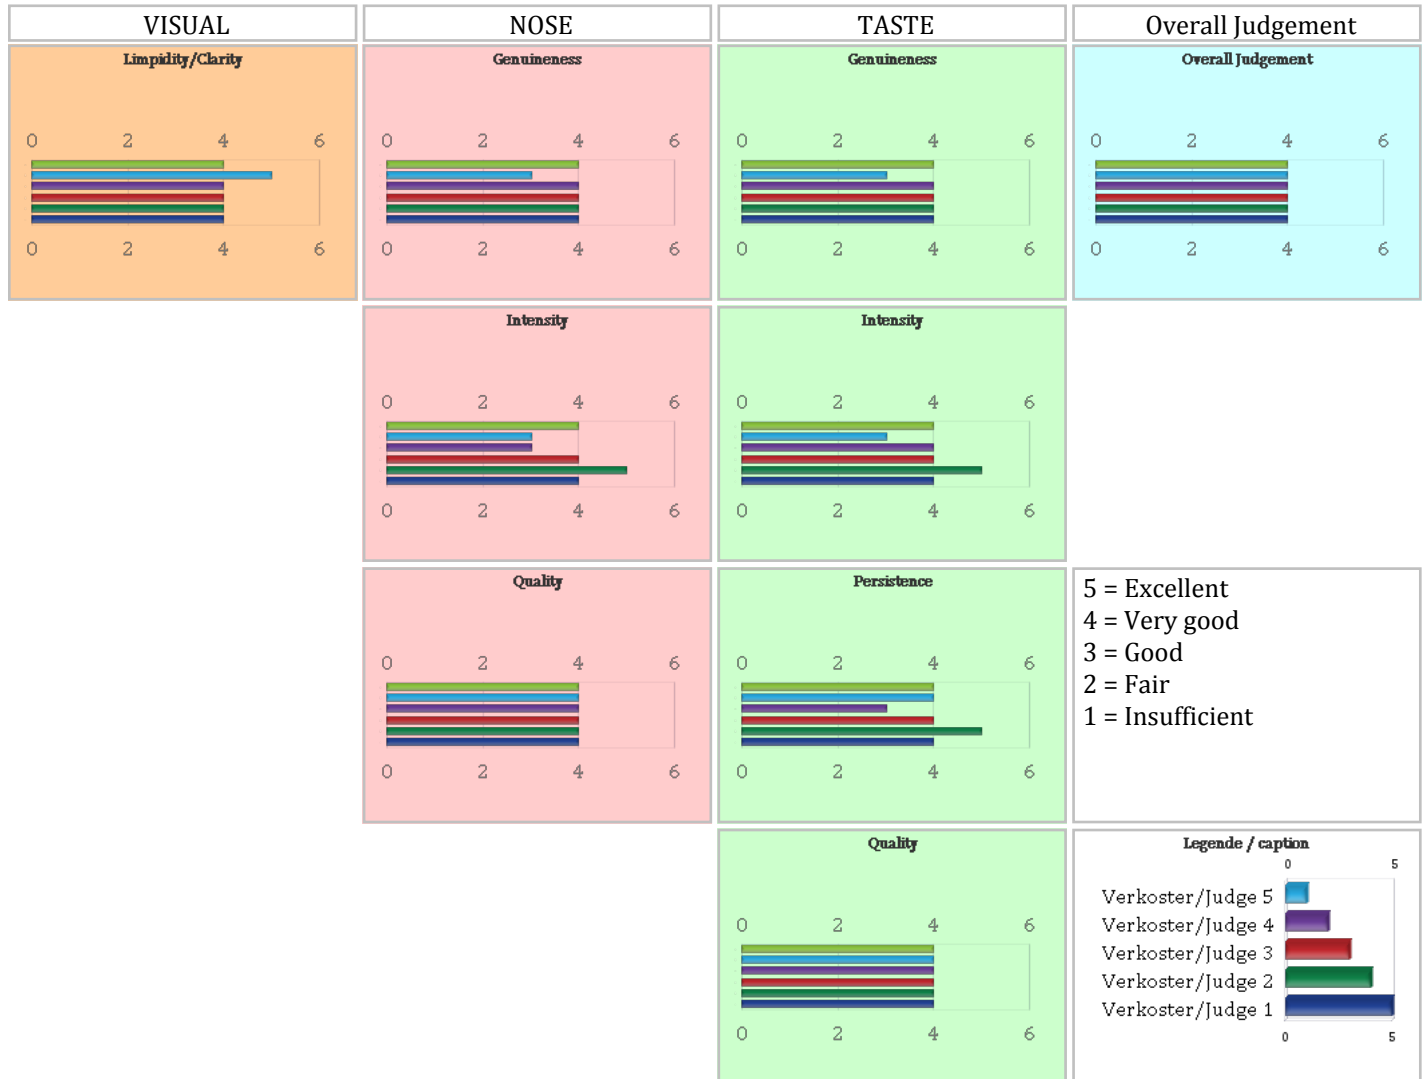 VISUAL
NOSE
TASTE
Overall Judgement
Limpidity/Clarity
0 2 4 6
0 2 4 6
Genuineness
0 2 4 6
0 2 4 6
Genuineness
0 2 4 6
0 2 4 6
Overall Judgement
0 2 4 6
0 2 4 6
Intensity
0 2 4 6
0 2 4 6
Intensity
0 2 4 6
0 2 4 6
Quality
0 2 4 6
0 2 4 6
Persistence
0 2 4 6
0 2 4 6
5 = Excellent
4 = Very good
3 = Good
2 = Fair
1 = Insufficient
Quality
0 2 4 6
0 2 4 6
Legende / caption
0 5
Verkoster/Judge 5
Verkoster/Judge 4
Verkoster/Judge 3
Verkoster/Judge 2
Verkoster/Judge 1
0 5